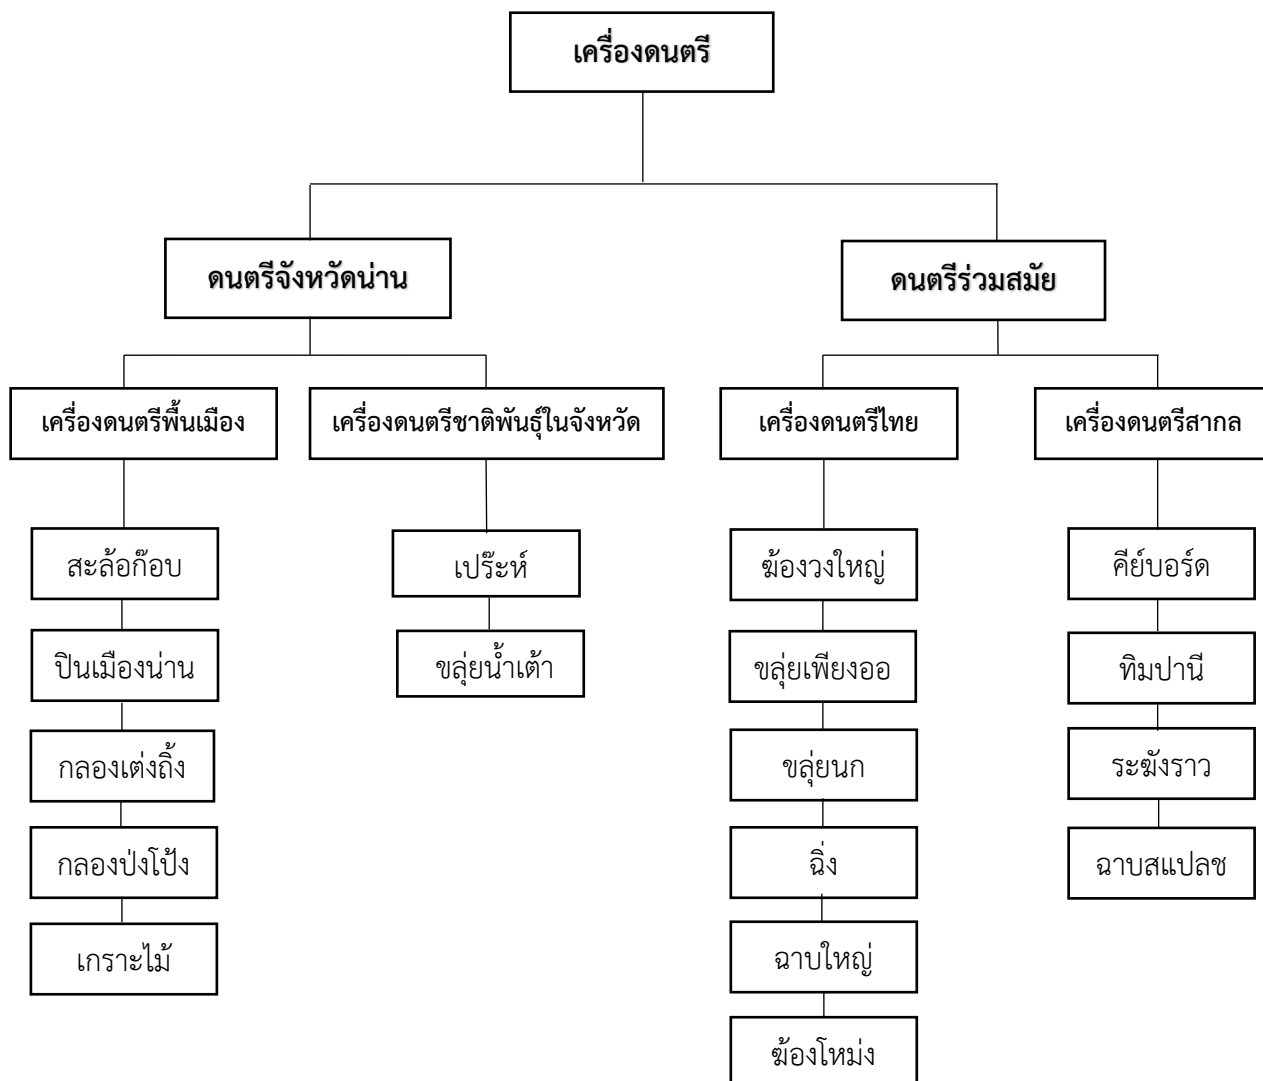 เครื่องดนตรี
ดนตรีจังหวัดน่าน
ดนตรีร่วมสมัย
เครื่องดนตรีพื้นเมือง
เครื่องดนตรีชาติพันธุ์ในจังหวัด
เครื่องดนตรีไทย
เครื่องดนตรีสากล
สะล้อก๊อบ
ปินเมืองน่าน
กลองเต่งถิ้ง
กลองป่งโป้ง
เกราะไม้
เปร๊ะห์
ขลุ่ยน้ำเต้า
ฆ้องวงใหญ่
ขลุ่ยเพียงออ
ขลุ่ยนก
ฉิ่ง
ฉาบใหญ่
ฆ้องโหม่ง
คีย์บอร์ด
ทิมปานี
ระฆังราว
ฉาบสแปลช